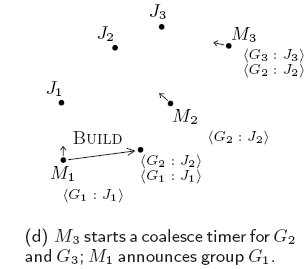 J₃
J₂
M₃
⟨G₃ : J₃⟩
⟨G₂ : J₂⟩
J₁
M₂
BUILD
⟨G₂ : J₂⟩
⟨G₂ : J₂⟩
⟨G₁ : J₁⟩
M₁
⟨G₁ : J₁⟩
(d) M₃ starts a coalesce timer for G₂
and G₃; M₁ announces group G₁.